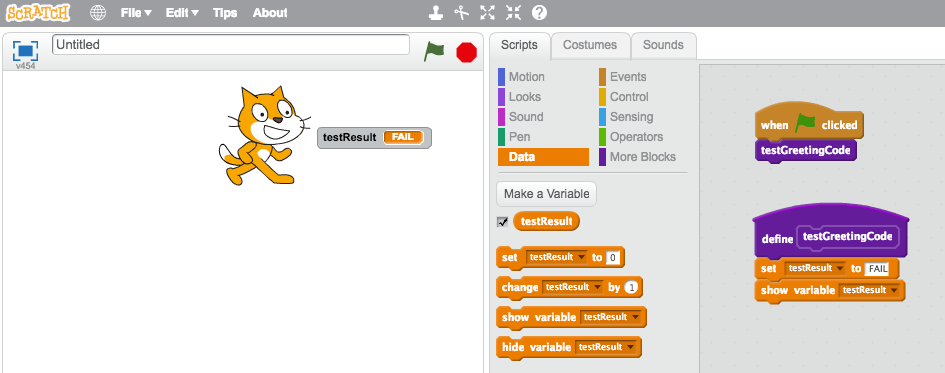 SCRATCH File Edit Tips About
v454 Untitled
testResult FAIL
Scripts Costumes Sounds
Motion Events
Looks Control
Sound Sensing
Pen Operators
Data More Blocks
Make a Variable
testResult
set testResult to 0
change testResult by 1
show variable testResult
hide variable testResult
when clicked
testGreetingCode
define testGreetingCode
set testResult to FAIL
show variable testResult